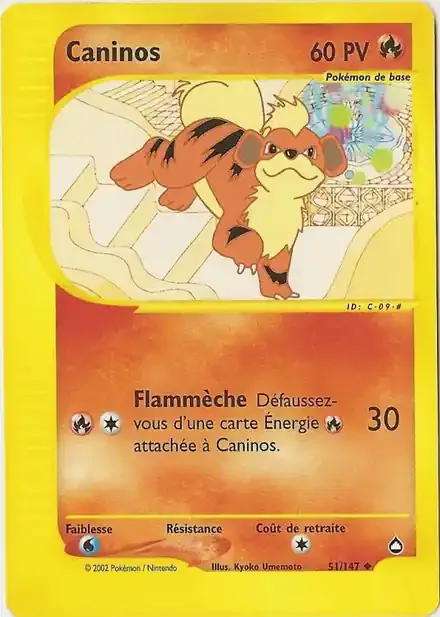 Caninos 60 PV
Pokémon de base
ID: C-09-#
Flammèche Défaussez-
vous d'une carte Énergie
attachée à Caninos.
30
Faiblesse Résistance Coût de retraite
© 2002 Pokémon / Nintendo Illus. Kyoko Umemoto 51/147